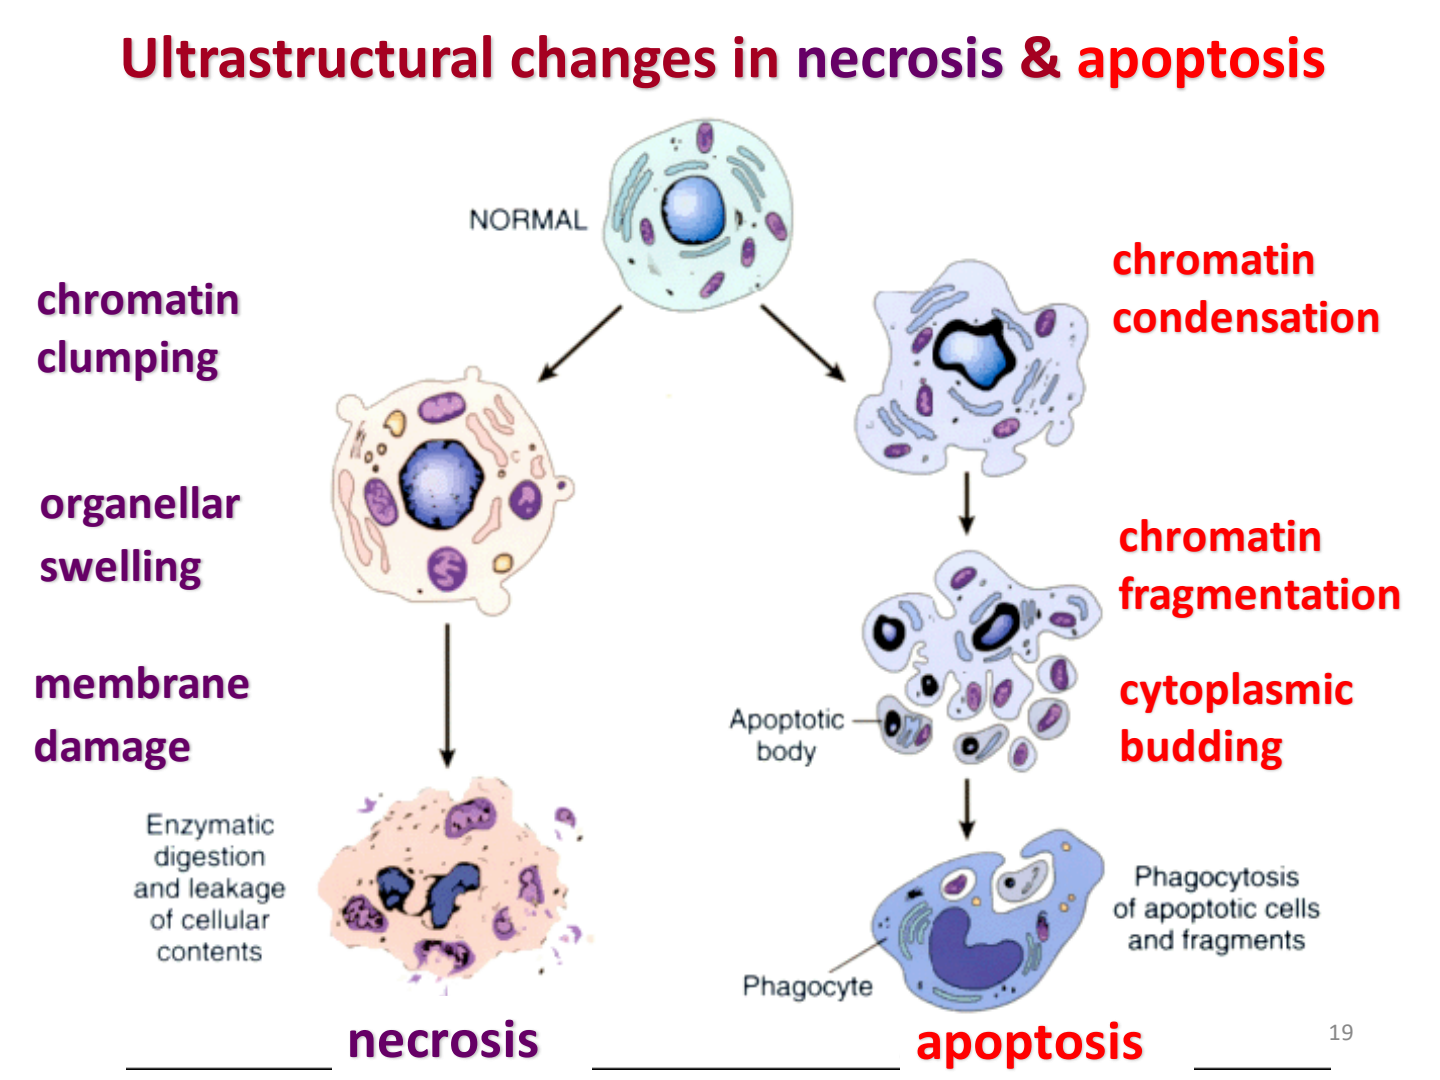 Ultrastructural changes in necrosis & apoptosis
NORMAL
chromatin
clumping
organellar
swelling
membrane
damage
Enzymatic
digestion
and leakage
of cellular
contents
necrosis
chromatin
condensation
chromatin
fragmentation
cytoplasmic
budding
Apoptotic
body
Phagocytosis
of apoptotic cells
and fragments
Phagocyte
apoptosis
19